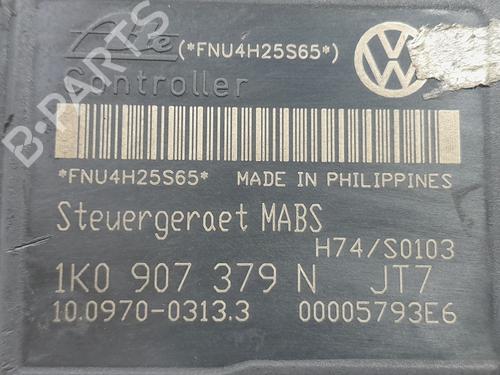 Ate (*FNU4H25S65*)
Controller
*FNU4H25S65* MADE IN PHILIPPINES
Steuergeraet MABS
H74/S0103
1K0 907 379 N JT7
10.0970-0313.3 00005793E6
B-PARTS